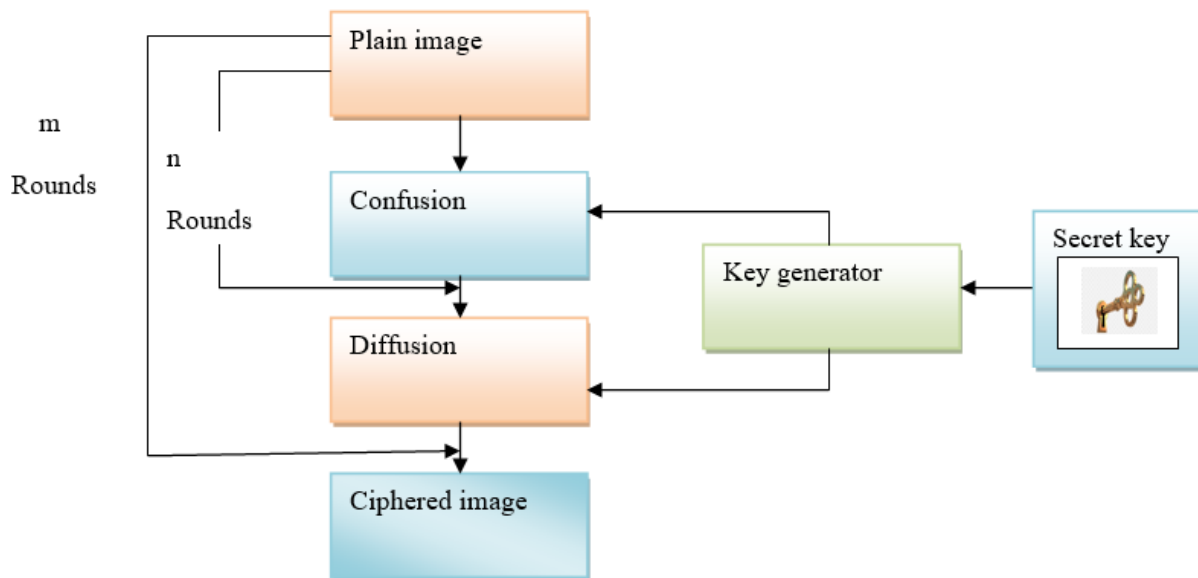 Plain image
m
Rounds
n
Rounds
Confusion
Secret key
Key generator
Diffusion
Ciphered image